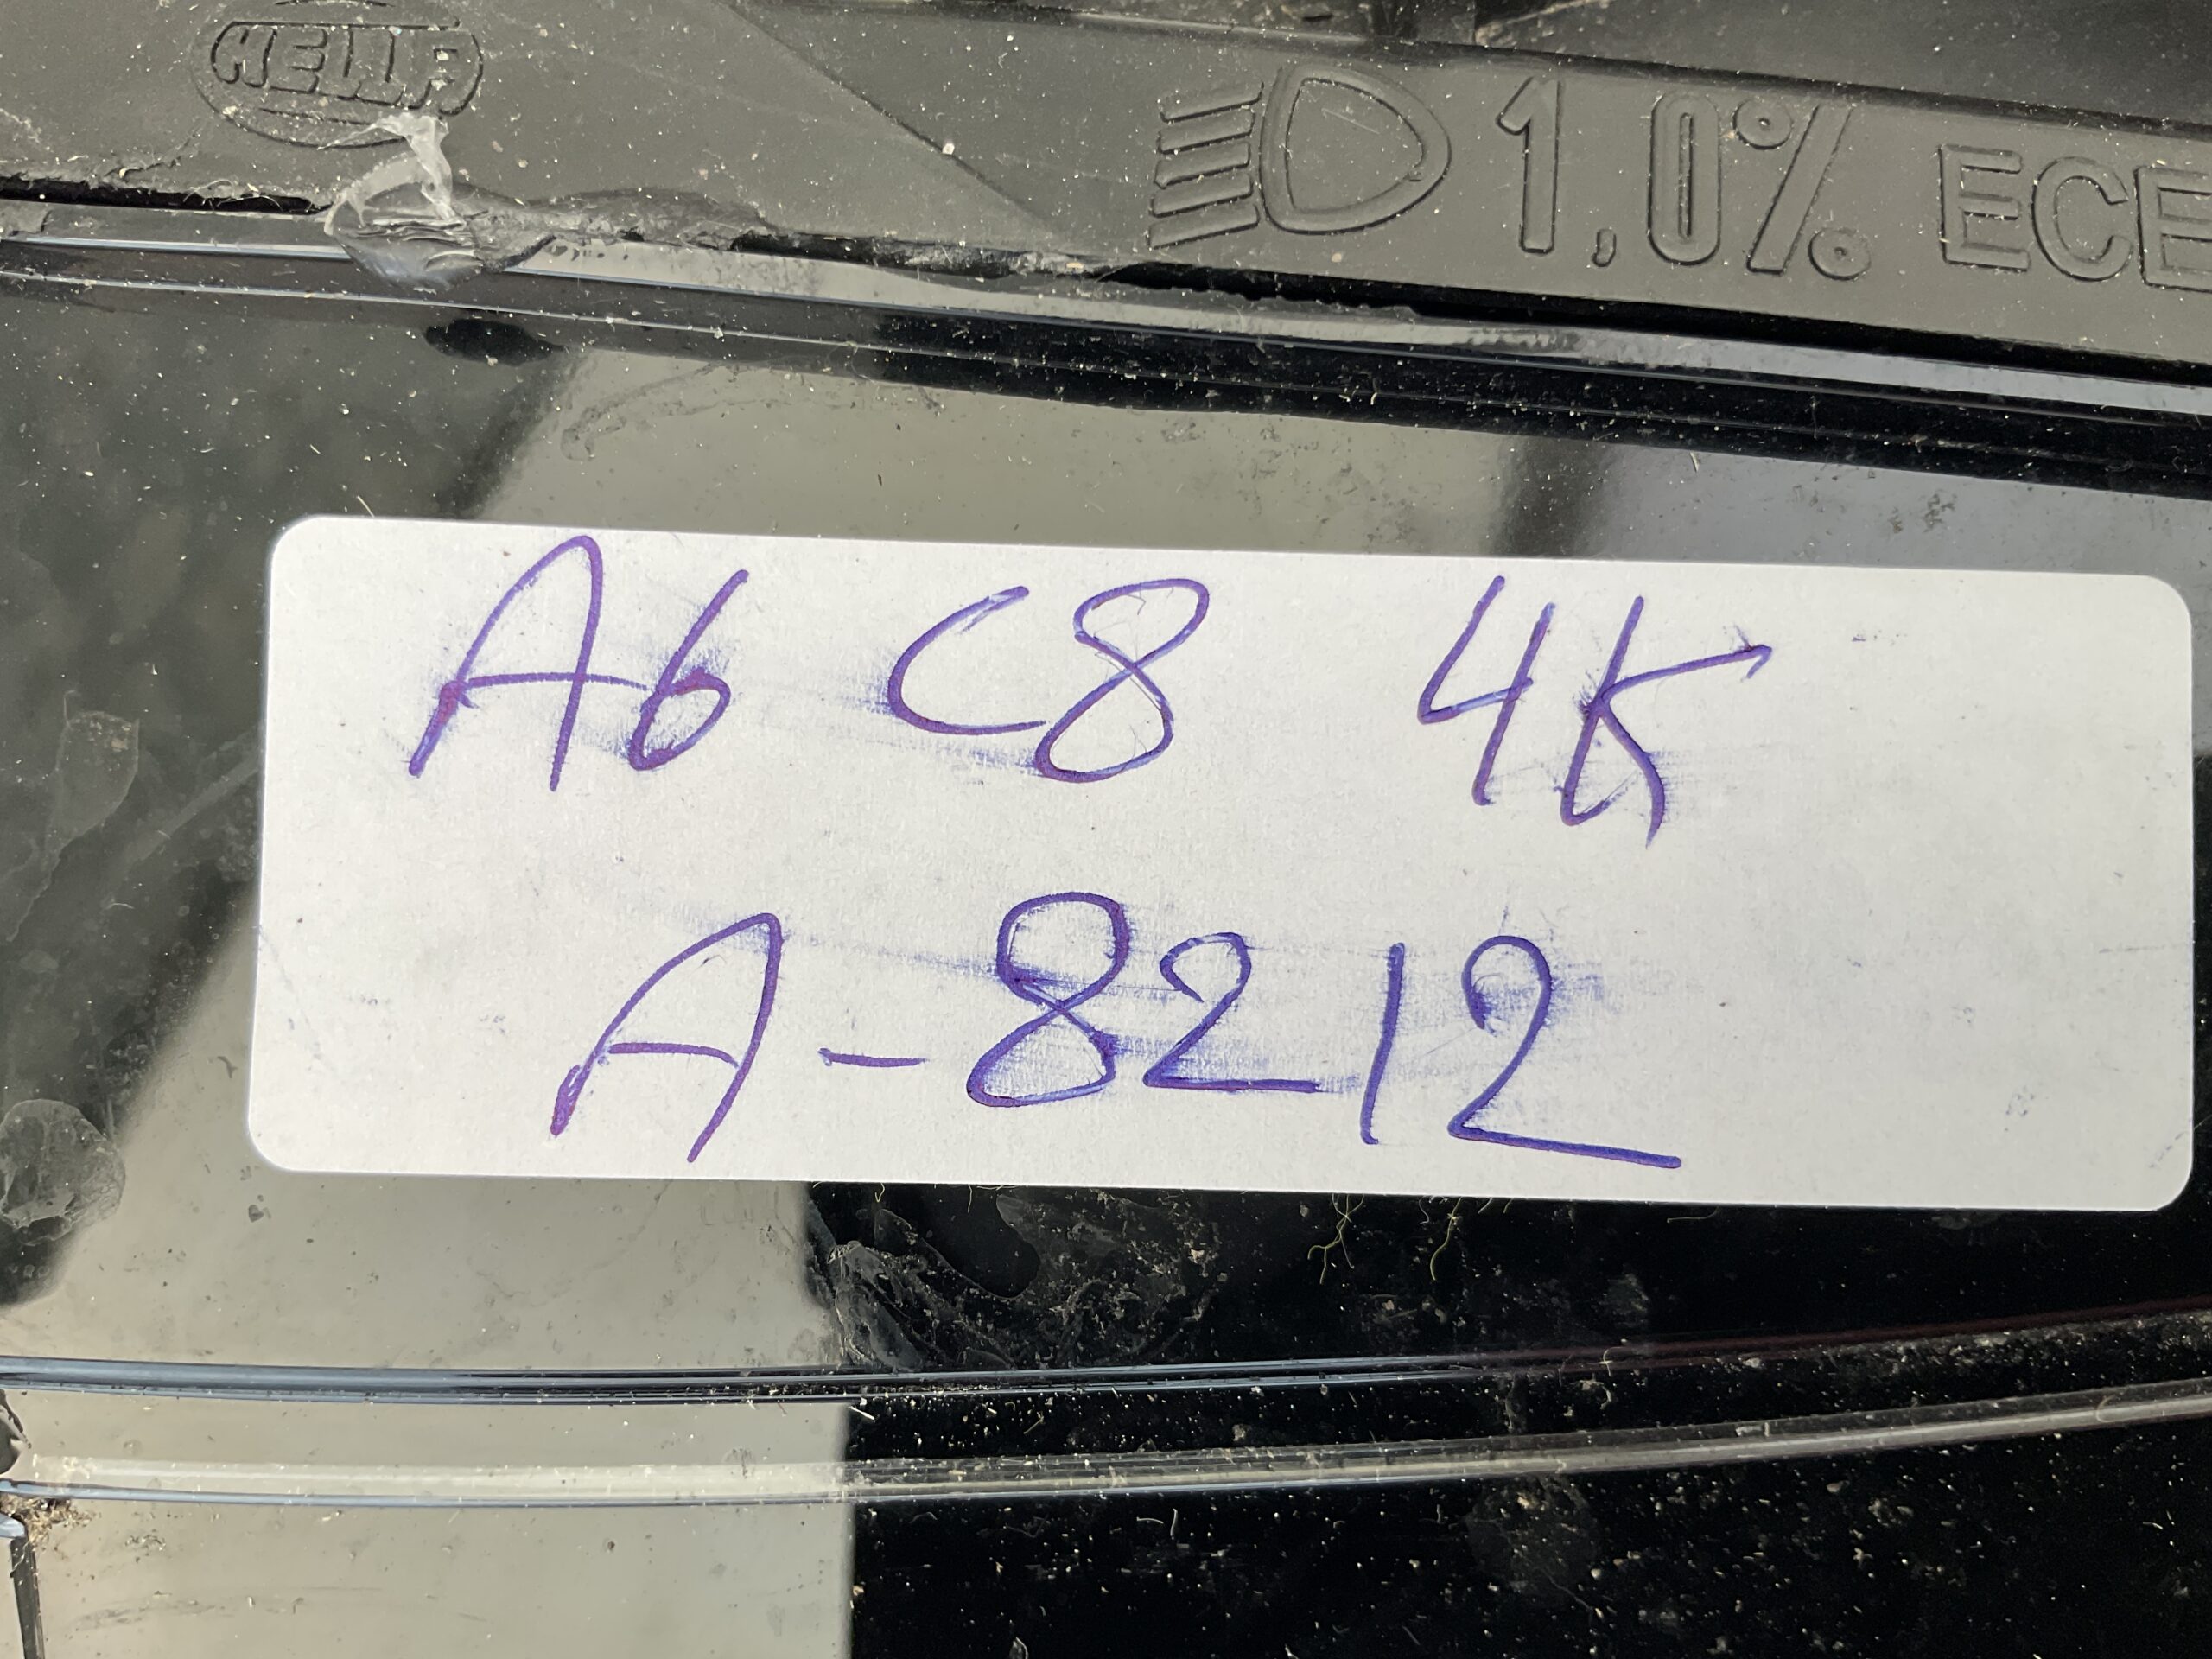 HELLA
1,0% ECE
A6 C8 4K
A-8212